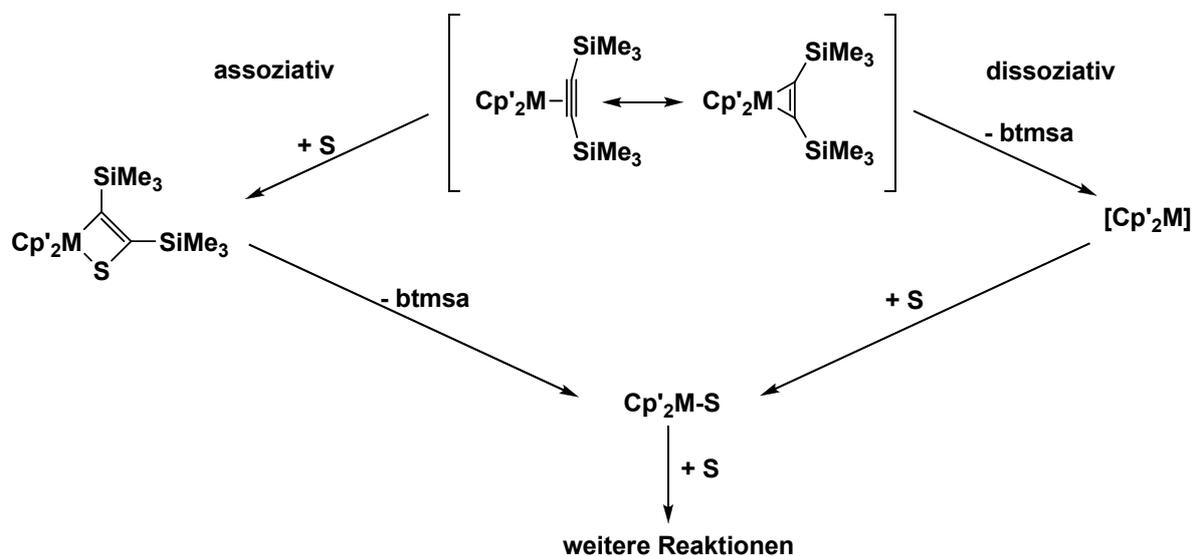 SiMe3
SiMe3
assoziativ
dissoziativ
Cp'2M
Cp'2M
- btmsa
+ S
SiMe3
SiMe3
SiMe3
[Cp'2M]
Cp'2M
SiMe3
S
- btmsa
+ S
Cp'2M-S
+ S
weitere Reaktionen